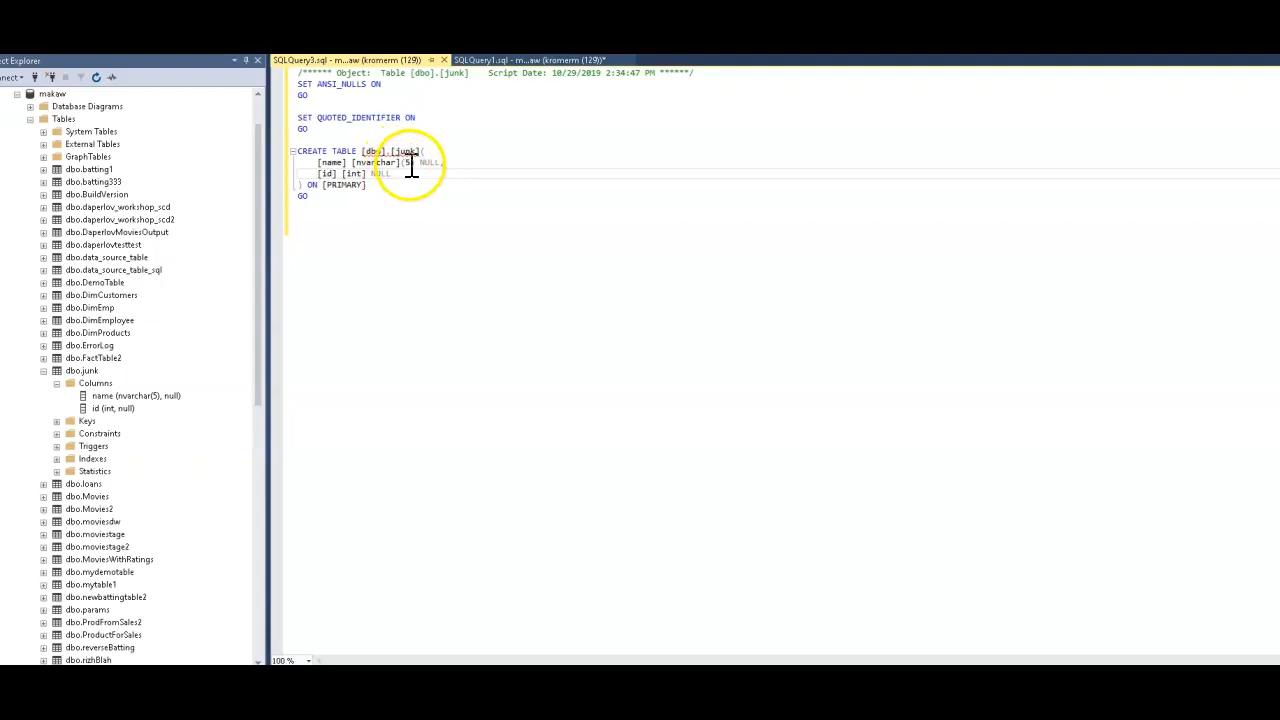 ect Explorer
nnect
makaw
Database Diagrams
Tables
System Tables
External Tables
GraphTables
dbo.batting1
dbo.batting333
dbo.BuildVersion
dbo.daperlov_workshop_scd
dbo.daperlov_workshop_scd2
dbo.DaperlovMoviesOutput
dbo.daperlovtesttest
dbo.data_source_table
dbo.data_source_table_sql
dbo.DemoTable
dbo.DimCustomers
dbo.DimEmp
dbo.DimEmployee
dbo.DimProducts
dbo.ErrorLog
dbo.FactTable2
dbo.junk
Columns
name (nvarchar(5), null)
id (int, null)
Keys
Constraints
Triggers
Indexes
Statistics
dbo.loans
dbo.Movies
dbo.Movies2
dbo.moviesdw
dbo.moviestage
dbo.moviestage2
dbo.MoviesWithRatings
dbo.mydemotable
dbo.mytable1
dbo.newbattingtable2
dbo.params
dbo.ProdFromSales2
dbo.ProductForSales
dbo.reverseBatting
dbo.rizhBlah
SQLQuery3.sql - m...aw (kromerm (129)) SQLQuery1.sql - m...aw (kromerm (120))*
/****** Object: Table [dbo].[junk] Script Date: 10/29/2019 2:34:47 PM ******/
SET ANSI_NULLS ON
GO
SET QUOTED_IDENTIFIER ON
GO
CREATE TABLE [dbo].[junk](
[name] [nvarchar](5) NULL,
[id] [int] NULL
) ON [PRIMARY]
GO
100 %